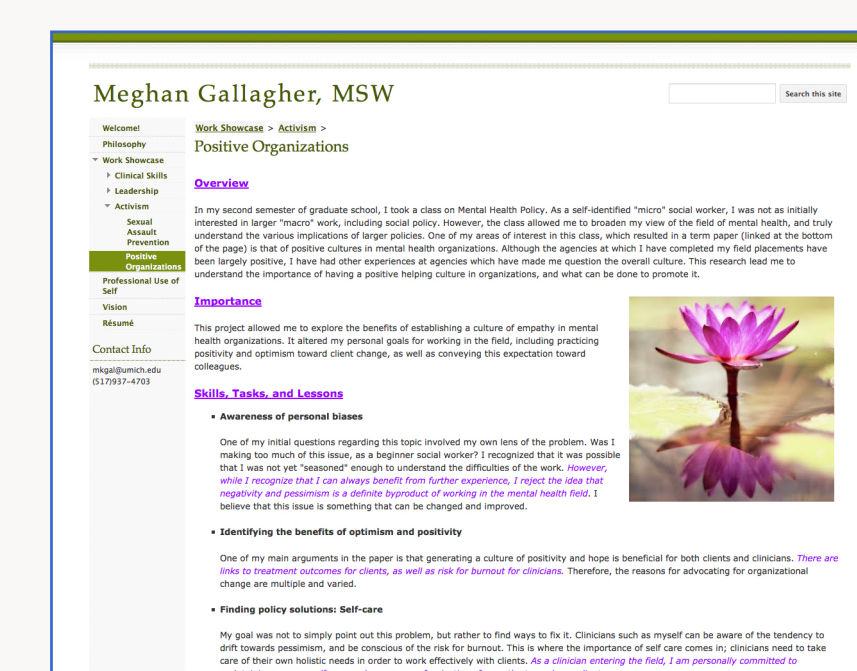 Meghan Gallagher, MSW
Search this site
Welcome!
Philosophy
Work Showcase
Clinical Skills
Leadership
Activism
Sexual
Assault
Prevention
Positive
Organizations
Professional Use of
Self
Vision
Résumé
Contact Info
mkgal@umich.edu
(517)937-4703
Work Showcase > Activism >
Positive Organizations
Overview
In my second semester of graduate school, I took a class on Mental Health Policy. As a self-identified "micro" social worker, I was not as initially
interested in larger "macro" work, including social policy. However, the class allowed me to broaden my view of the field of mental health, and truly
understand the various implications of larger policies. One of my areas of interest in this class, which resulted in a term paper (linked at the bottom
of the page) is that of positive cultures in mental health organizations. Although the agencies at which I have completed my field placements have
been largely positive, I have had other experiences at agencies which have made me question the overall culture. This research lead me to
understand the importance of having a positive helping culture in organizations, and what can be done to promote it.
Importance
This project allowed me to explore the benefits of establishing a culture of empathy in mental
health organizations. It altered my personal goals for working in the field, including practicing
positivity and optimism toward client change, as well as conveying this expectation toward
colleagues.
Skills, Tasks, and Lessons
▪ Awareness of personal biases
One of my initial questions regarding this topic involved my own lens of the problem. Was I
making too much of this issue, as a beginner social worker? I recognized that it was possible
that I was not yet "seasoned" enough to understand the difficulties of the work. However,
while I recognize that I can always benefit from further experience, I reject the idea that
negativity and pessimism is a definite byproduct of working in the mental health field. I
believe that this issue is something that can be changed and improved.
▪ Identifying the benefits of optimism and positivity
One of my main arguments in the paper is that generating a culture of positivity and hope is beneficial for both clients and clinicians. There are
links to treatment outcomes for clients, as well as risk for burnout for clinicians. Therefore, the reasons for advocating for organizational
change are multiple and varied.
▪ Finding policy solutions: Self-care
My goal was not to simply point out this problem, but rather to find ways to fix it. Clinicians such as myself can be aware of the tendency to
drift towards pessimism, and be conscious of the risk for burnout. This is where the importance of self care comes in; clinicians need to take
care of their own holistic needs in order to work effectively with clients. As a clinician entering the field, I am personally committed to